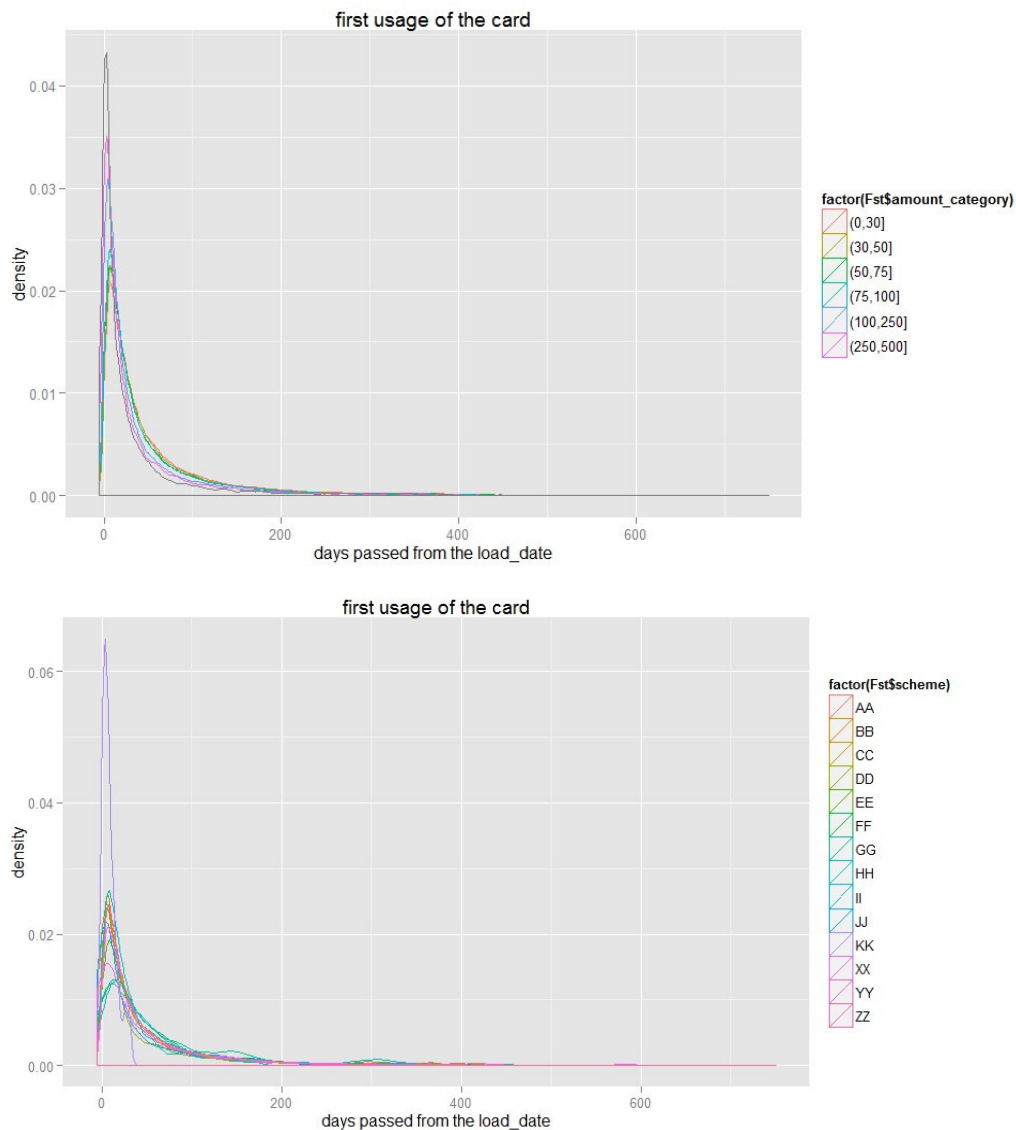 first usage of the card
0.04
0.03
0.02
0.01
0.00
density
0
200
400
600
days passed from the load_date
factor(Fst$amount_category)
(0,30]
(30,50]
(50,75]
(75,100]
(100,250]
(250,500]
first usage of the card
0.06
0.04
0.02
0.00
density
0
200
400
600
days passed from the load_date
factor(Fst$scheme)
AA
BB
CC
DD
EE
FF
GG
HH
II
JJ
KK
XX
YY
ZZ